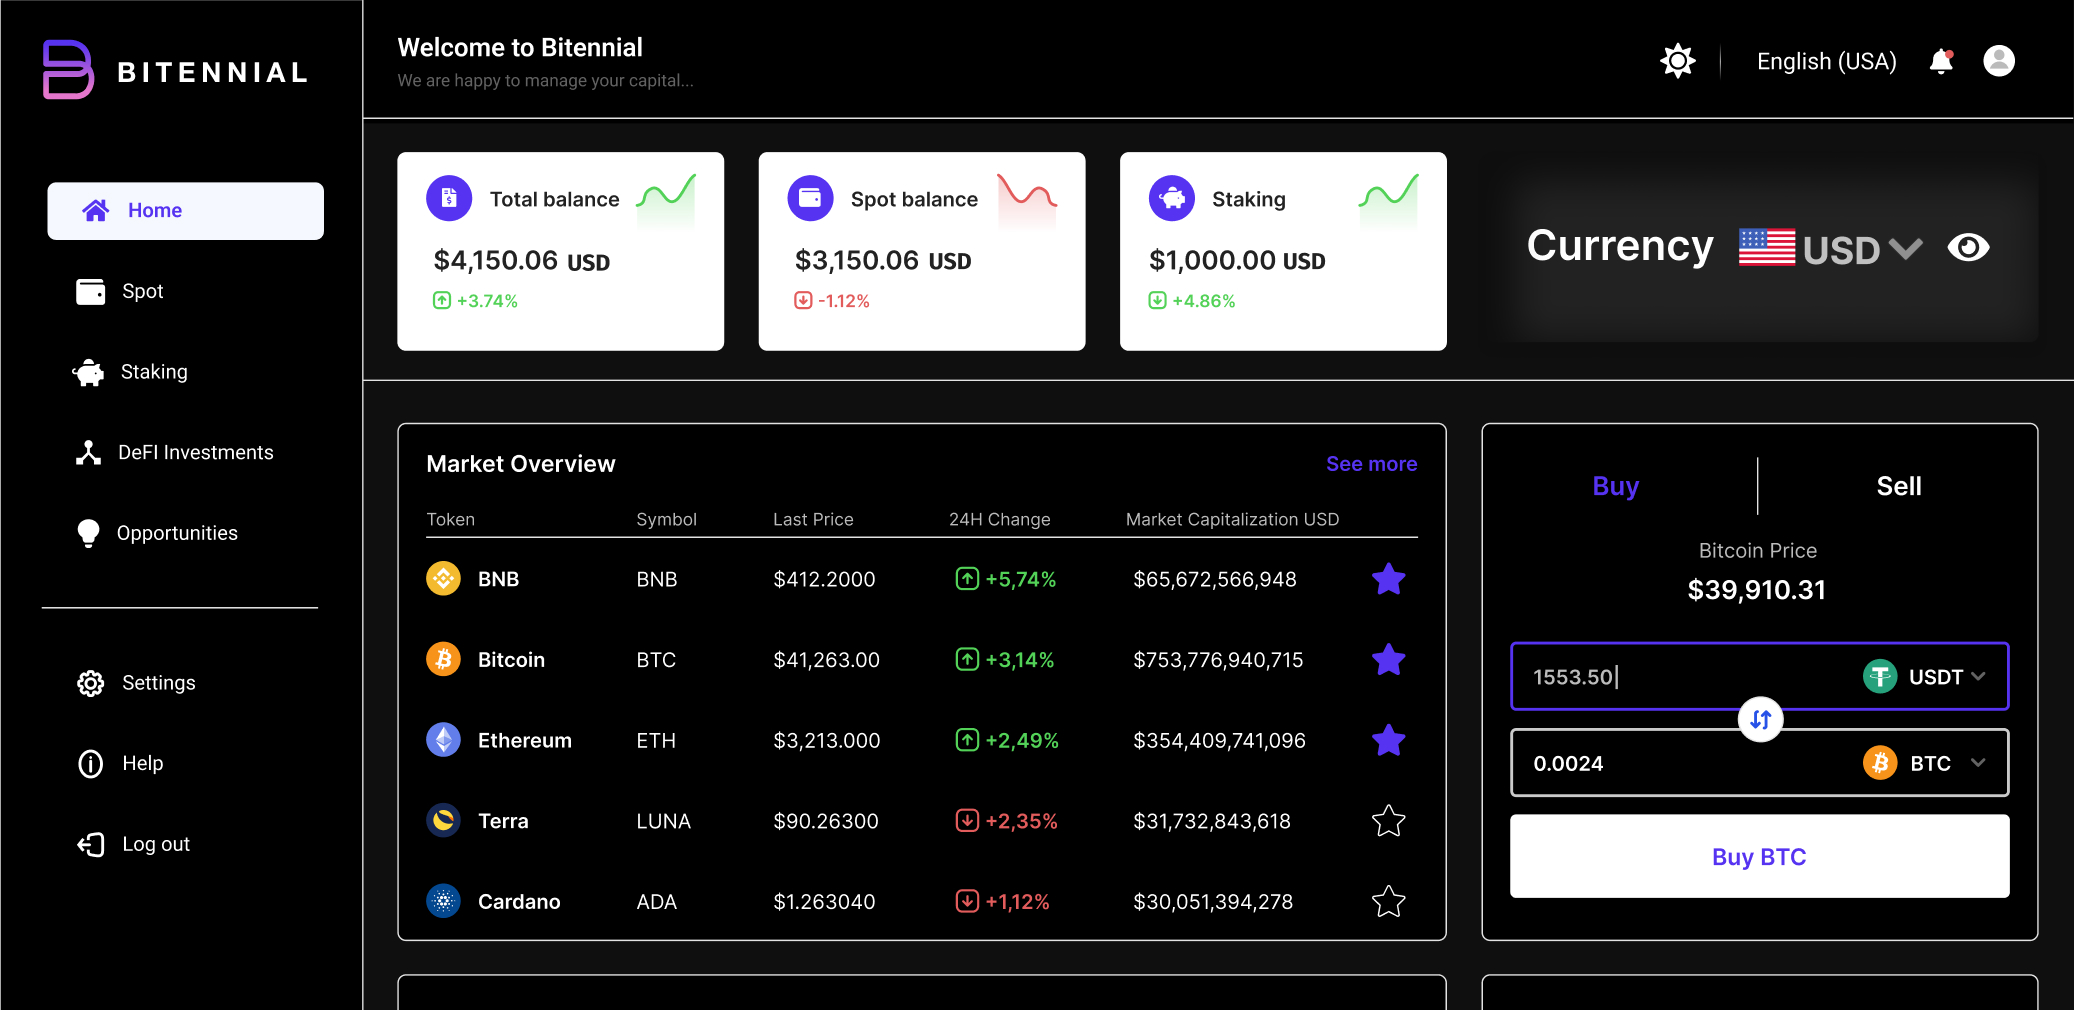 BITENNIAL
Welcome to Bitennial
We are happy to manage your capital...
English (USA)
Home
Spot
Staking
DeFI Investments
Opportunities
Settings
Help
Log out
Total balance
$4,150.06 USD
+3.74%
Spot balance
$3,150.06 USD
-1.12%
Staking
$1,000.00 USD
+4.86%
Currency USD
Market Overview See more
Token Symbol Last Price 24H Change Market Capitalization USD
BNB BNB $412.2000 +5,74% $65,672,566,948
Bitcoin BTC $41,263.00 +3,14% $753,776,940,715
Ethereum ETH $3,213.000 +2,49% $354,409,741,096
Terra LUNA $90.26300 +2,35% $31,732,843,618
Cardano ADA $1.263040 +1,12% $30,051,394,278
Buy Sell
Bitcoin Price
$39,910.31
1553.50 USDT
0.0024 BTC
Buy BTC